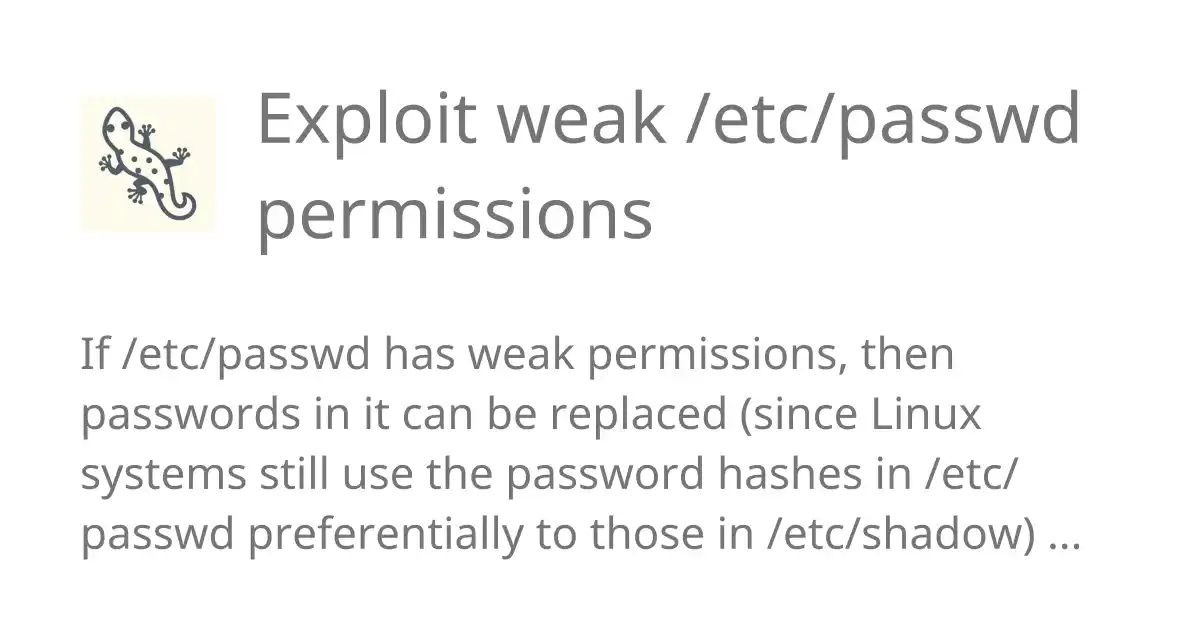 Exploit weak /etc/passwd
permissions
If /etc/passwd has weak permissions, then
passwords in it can be replaced (since Linux
systems still use the password hashes in /etc/
passwd preferentially to those in /etc/shadow) ...